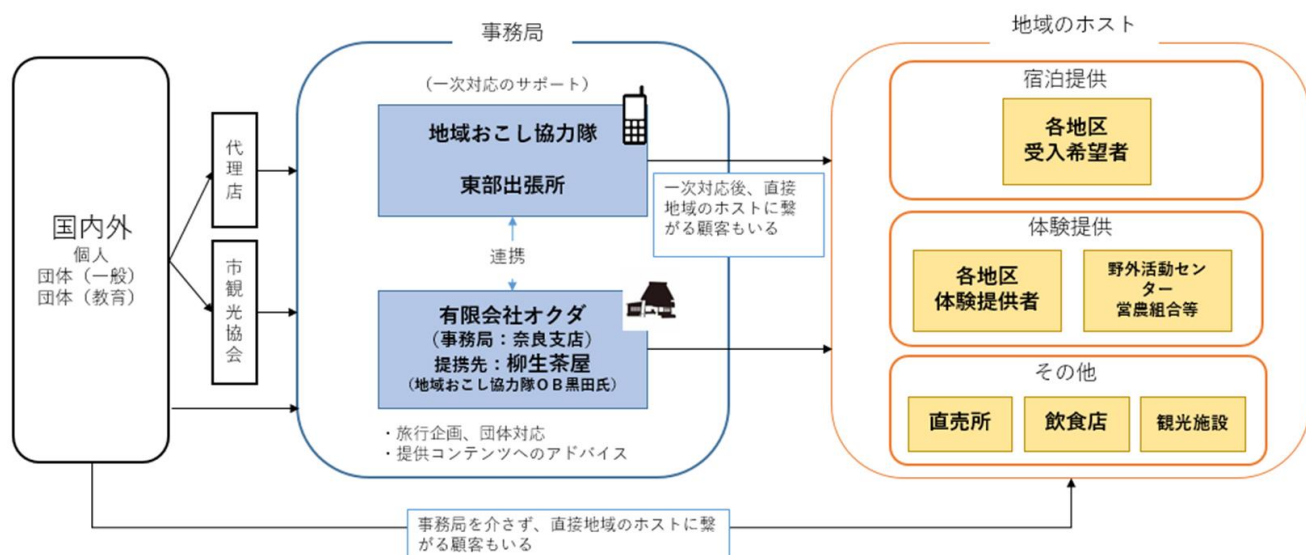 国内外
個人
団体（一般）
団体（教育）
代理店
市観光協会
事務局
（一次対応のサポート）
地域おこし協力隊
東部出張所
連携
有限会社オクダ
（事務局：奈良支店）
提携先：柳生茶屋
（地域おこし協力隊ＯＢ黒田氏）
・旅行企画、団体対応
・提供コンテンツへのアドバイス
一次対応後、直接
地域のホストに繋
がる顧客もいる
地域のホスト
宿泊提供
各地区
受入希望者
体験提供
各地区
体験提供者
野外活動セン
ター
営農組合等
その他
直売所
飲食店
観光施設
事務局を介さず、直接地域のホストに繋
がる顧客もいる